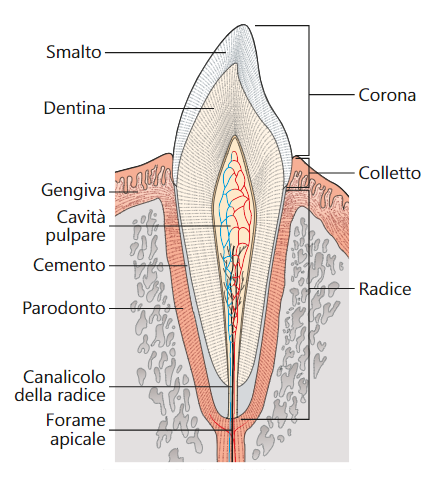 Smalto
Dentina
Gengiva
Cavità
pulpare
Cemento
Parodonto
Canalicolo
della radice
Forame
apicale
Corona
Colletto
Radice